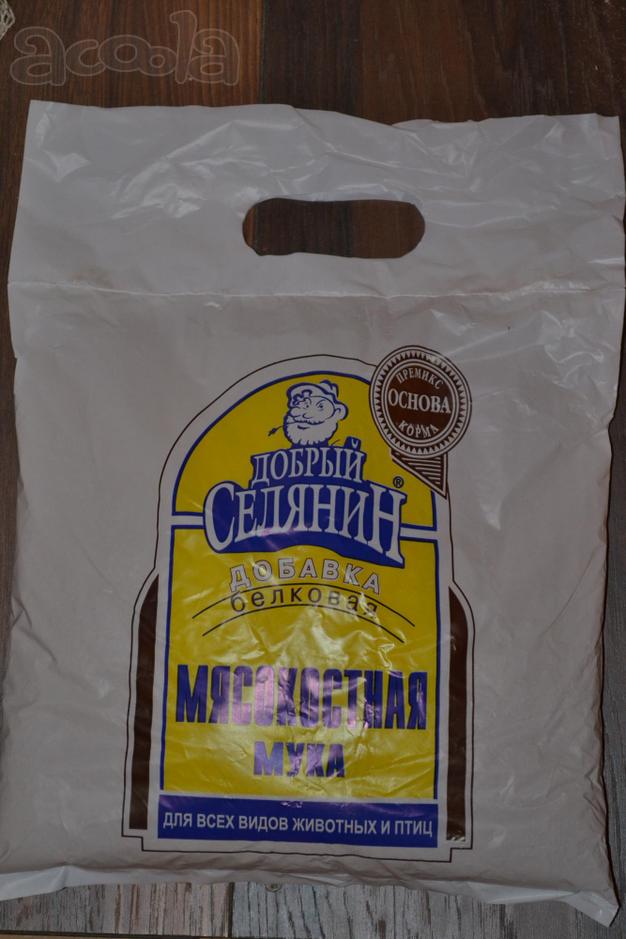 acoola
ПРЕМИКС
ОСНОВА
КОРМА
ДОБРЫЙ
СЕЛЯНИН ®
ДОБАВКА
белковая
МЯСОКОСТНАЯ
МУКА
ДЛЯ ВСЕХ ВИДОВ ЖИВОТНЫХ И ПТИЦ